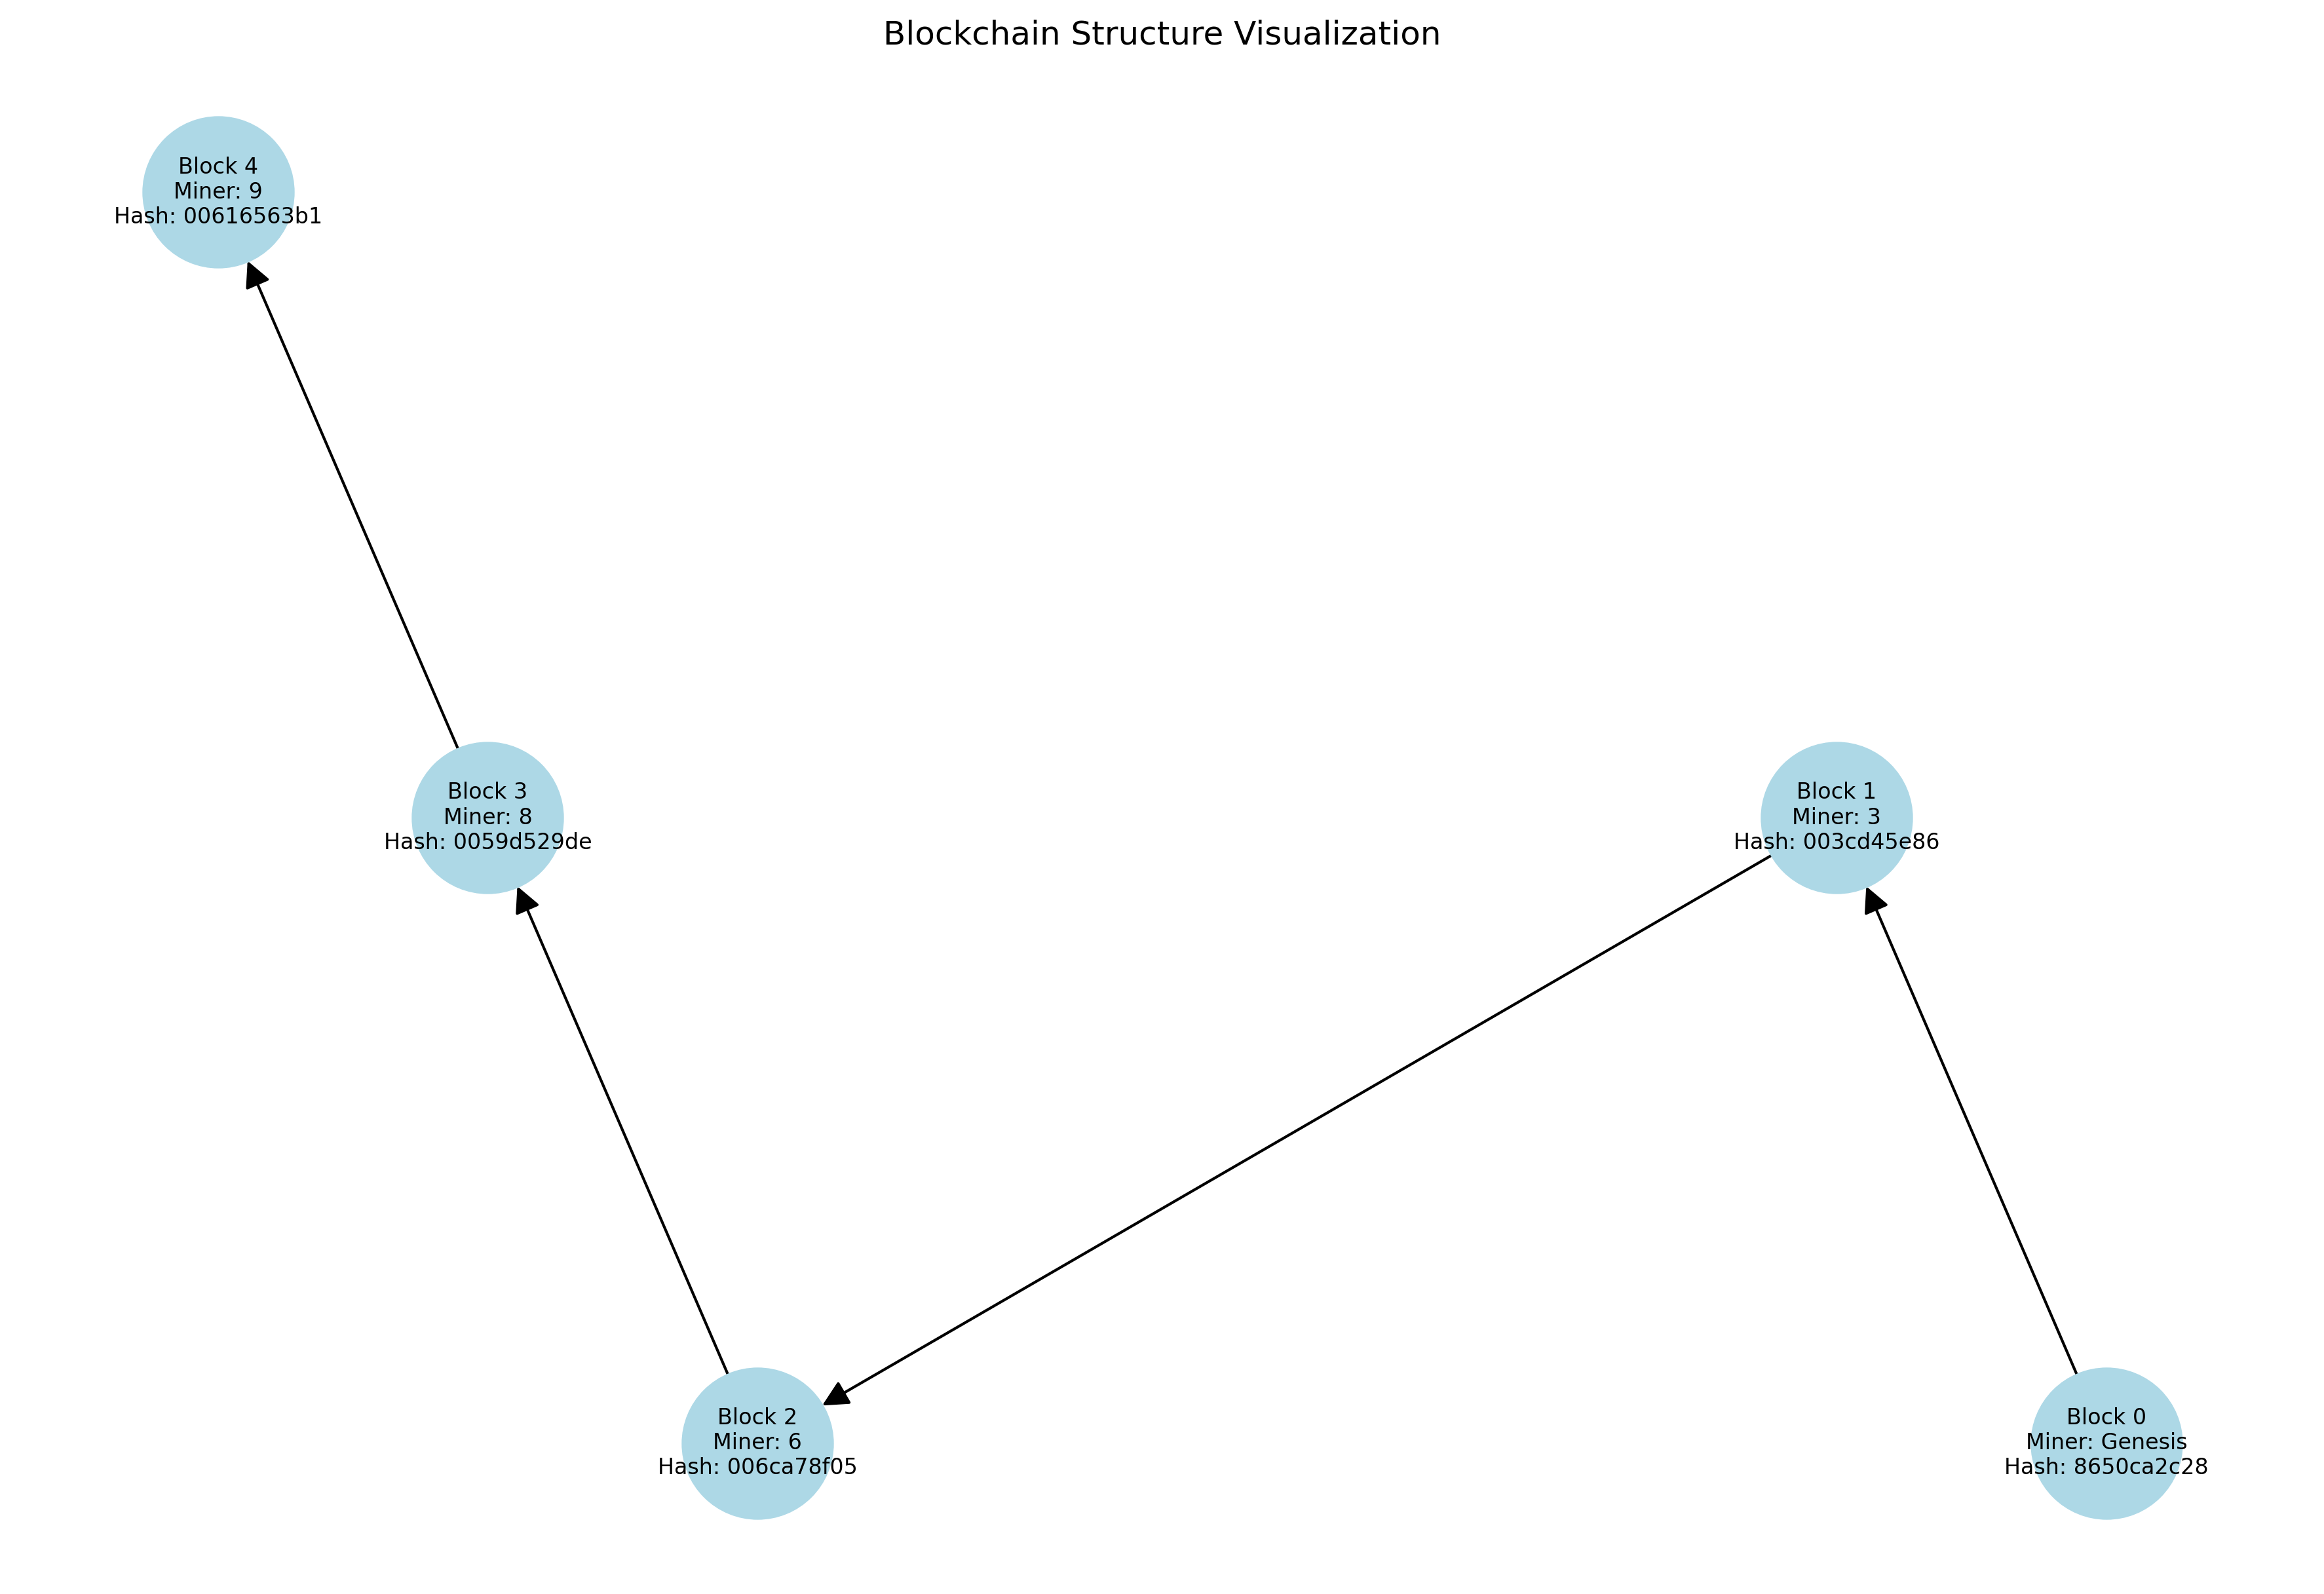 Blockchain Structure Visualization
Block 4
Miner: 9
Hash: 00616563b1
Block 3
Miner: 8
Hash: 0059d529de
Block 1
Miner: 3
Hash: 003cd45e86
Block 2
Miner: 6
Hash: 006ca78f05
Block 0
Miner: Genesis
Hash: 8650ca2c28